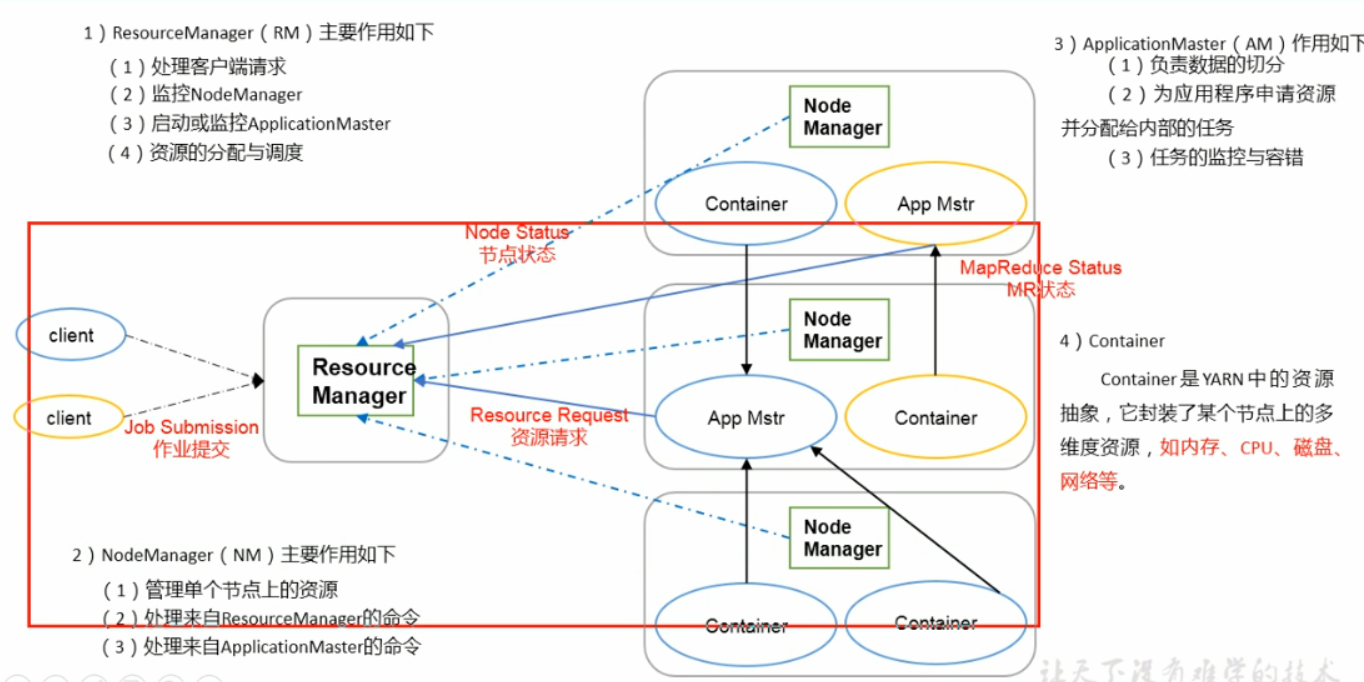 1）ResourceManager（RM）主要作用如下
（1）处理客户端请求
（2）监控NodeManager
（3）启动或监控ApplicationMaster
（4）资源的分配与调度
3）ApplicationMaster（AM）作用如下
（1）负责数据的切分
（2）为应用程序申请资源
并分配给内部的任务
（3）任务的监控与容错
Node
Manager
Container
App Mstr
Node Status
节点状态
MapReduce Status
MR状态
client
client
Job Submission
作业提交
Resource
Manager
Resource Request
资源请求
Node
Manager
App Mstr
Container
4）Container
Container是YARN中的资源
抽象，它封装了某个节点上的多
维度资源，如内存、CPU、磁盘、
网络等。
Node
Manager
Container
Container
2）NodeManager（NM）主要作用如下
（1）管理单个节点上的资源
（2）处理来自ResourceManager的命令
（3）处理来自ApplicationMaster的命令
让天下没有难学的技术